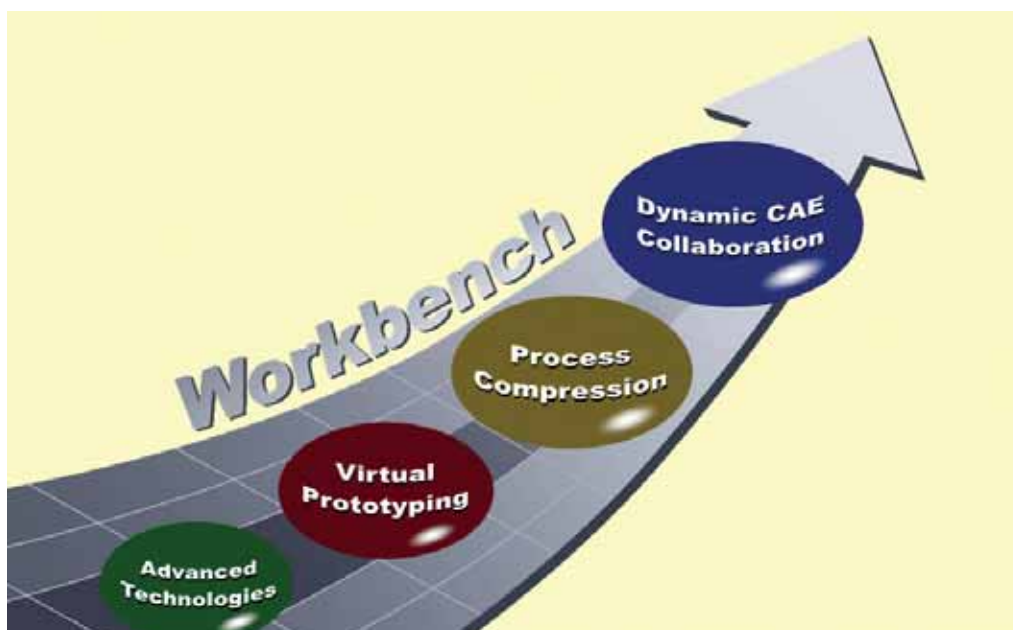 Dynamic CAE
Collaboration
Workbench
Process
Compression
Virtual
Prototyping
Advanced
Technologies